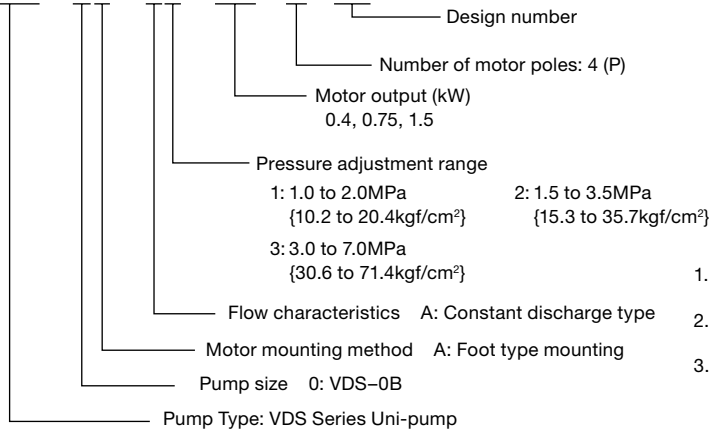 Design number
Number of motor poles: 4 (P)
Motor output (kW)
0.4, 0.75, 1.5
Pressure adjustment range
1: 1.0 to 2.0MPa 2: 1.5 to 3.5MPa
{10.2 to 20.4kgf/cm²} {15.3 to 35.7kgf/cm²}
3: 3.0 to 7.0MPa
{30.6 to 71.4kgf/cm²}
1.
Flow characteristics A: Constant discharge type
2.
Motor mounting method A: Foot type mounting
3.
Pump size 0: VDS–0B
Pump Type: VDS Series Uni-pump